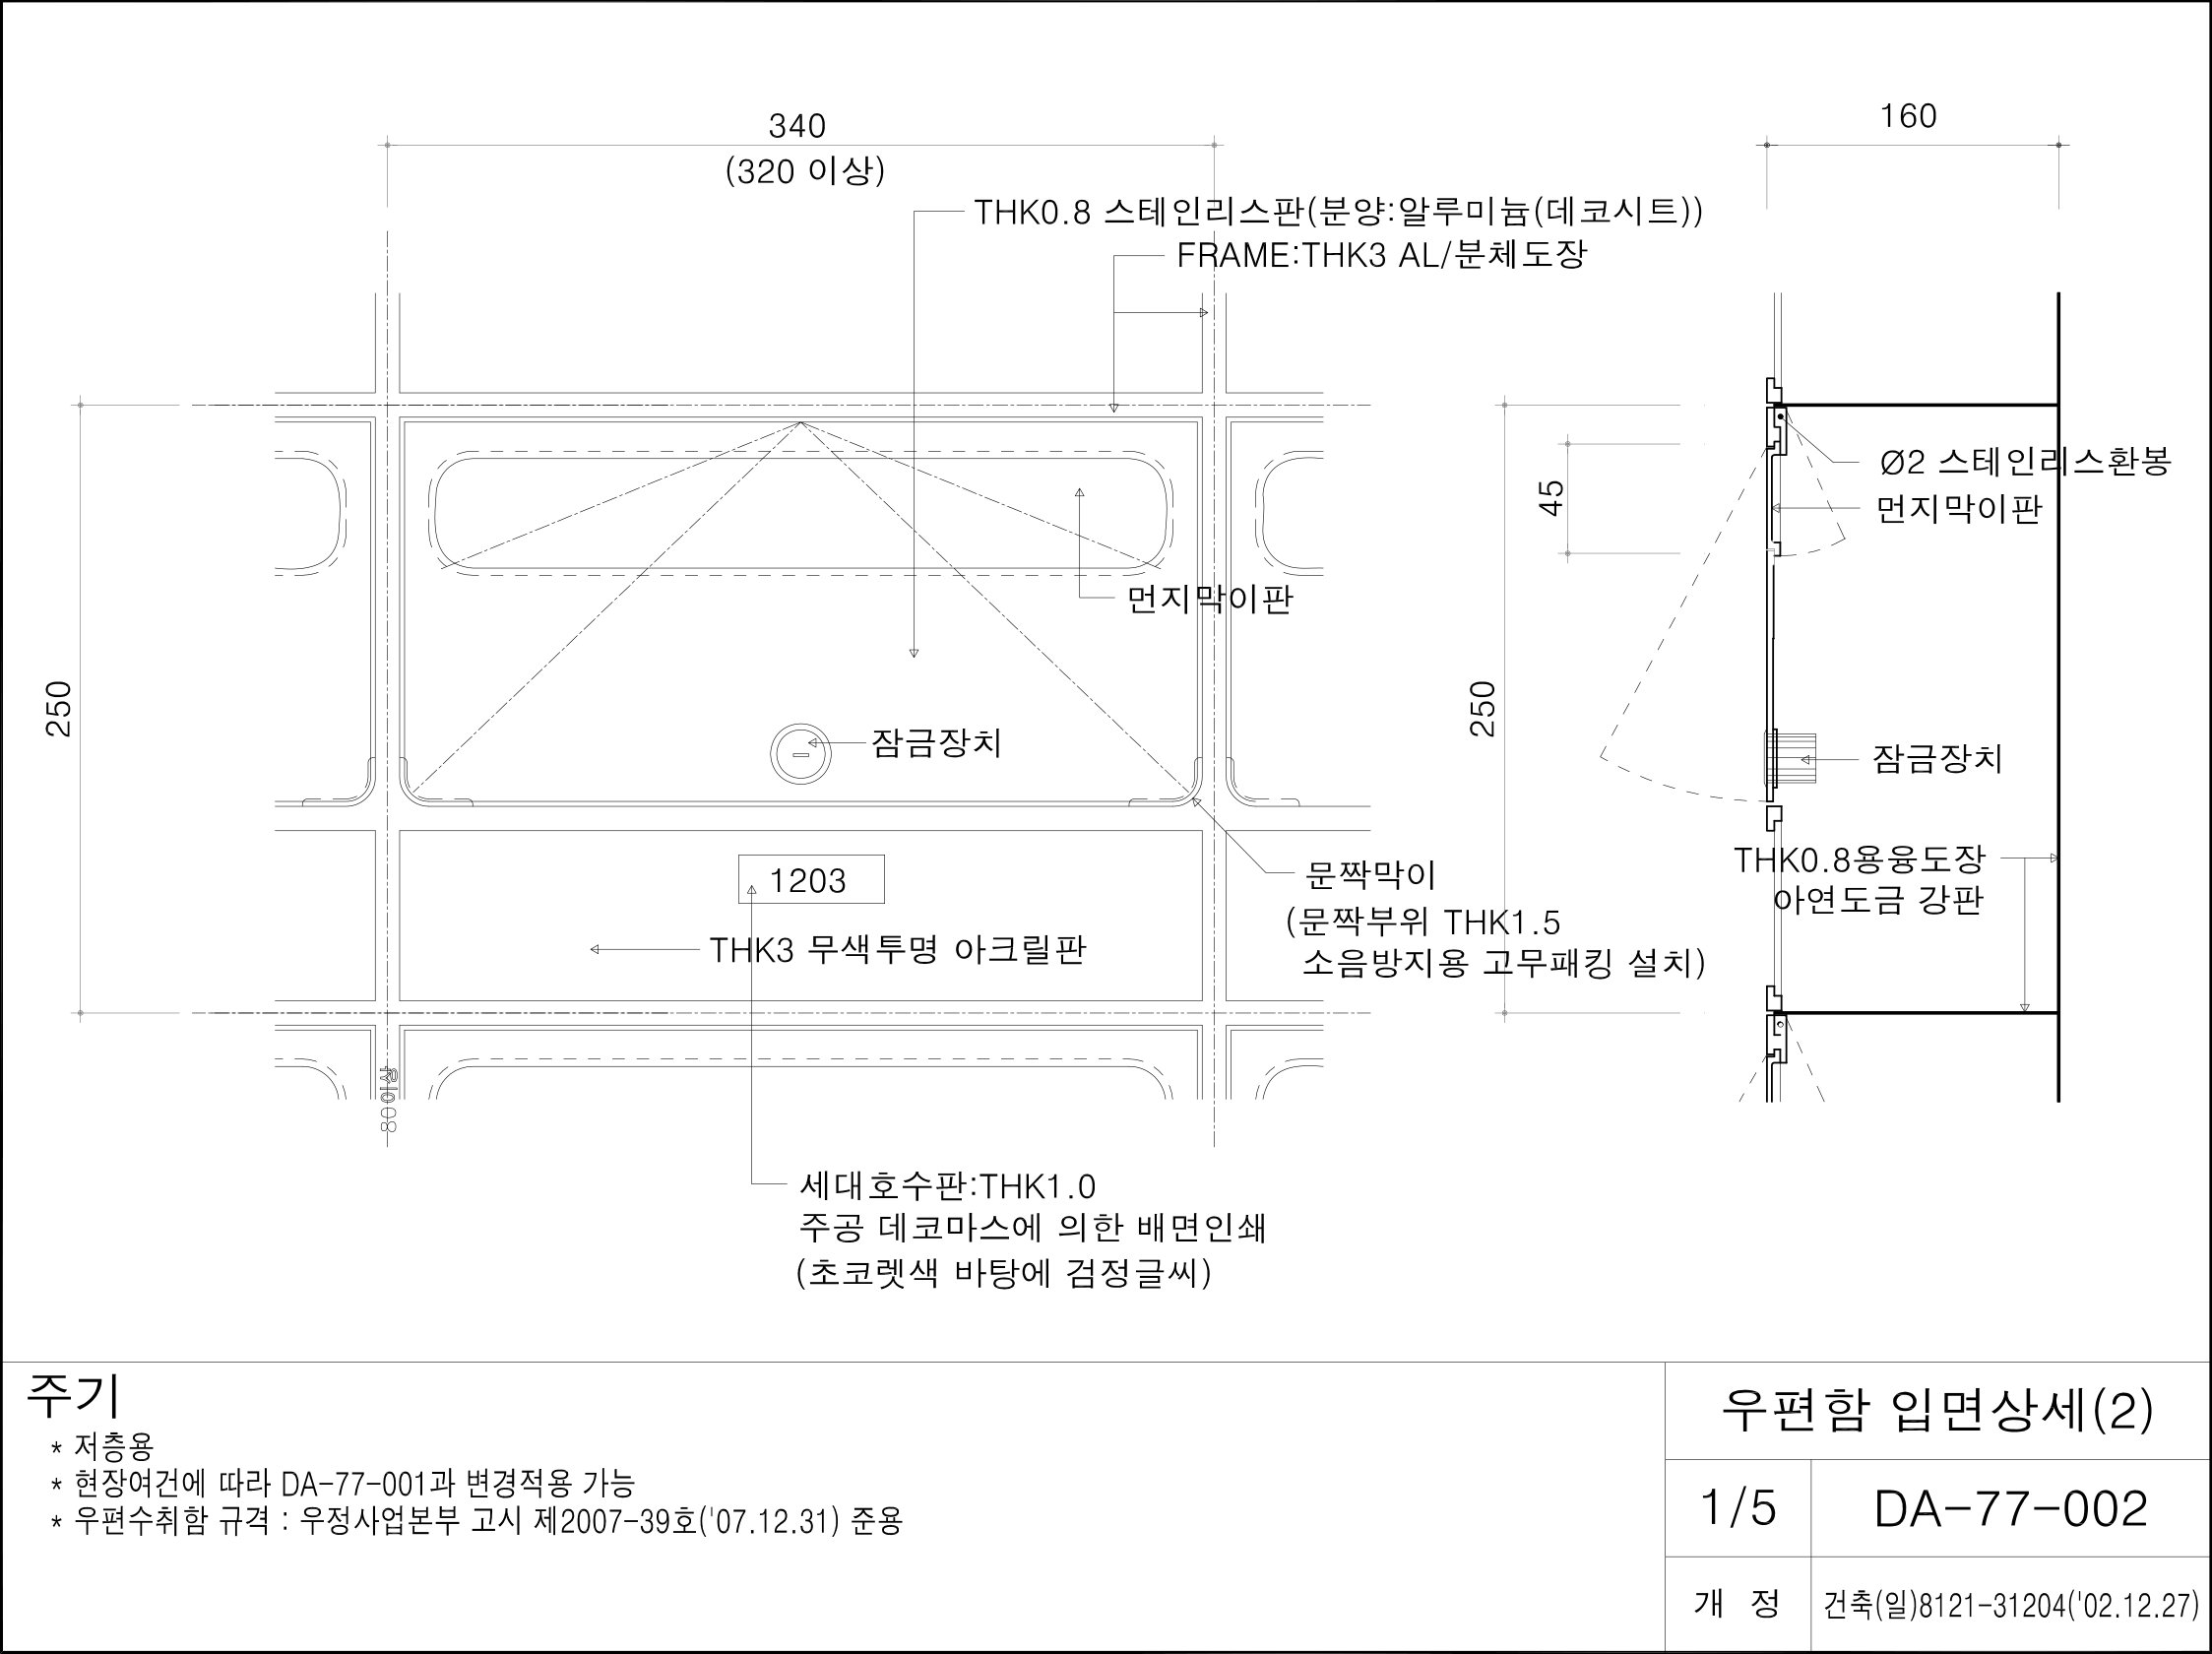 340
(320 이상)
160
THK0.8 스테인리스판(분양:알루미늄(데코시트))
FRAME:THK3 AL/분체도장
Ø2 스테인리스환봉
45
먼지막이판
먼지막이판
250
250
잠금장치
잠금장치
THK0.8용융도장
아연도금 강판
1203
문짝막이
(문짝부위 THK1.5
소음방지용 고무패킹 설치)
THK3 무색투명 아크릴판
80이상
세대호수판:THK1.0
주공 데코마스에 의한 배면인쇄
(초코렛색 바탕에 검정글씨)
주기
* 저층용
* 현장여건에 따라 DA-77-001과 변경적용 가능
* 우편수취함 규격 : 우정사업본부 고시 제2007-39호('07.12.31) 준용
우편함 입면상세(2)
1/5
DA-77-002
개 정
건축(일)8121-31204('02.12.27)